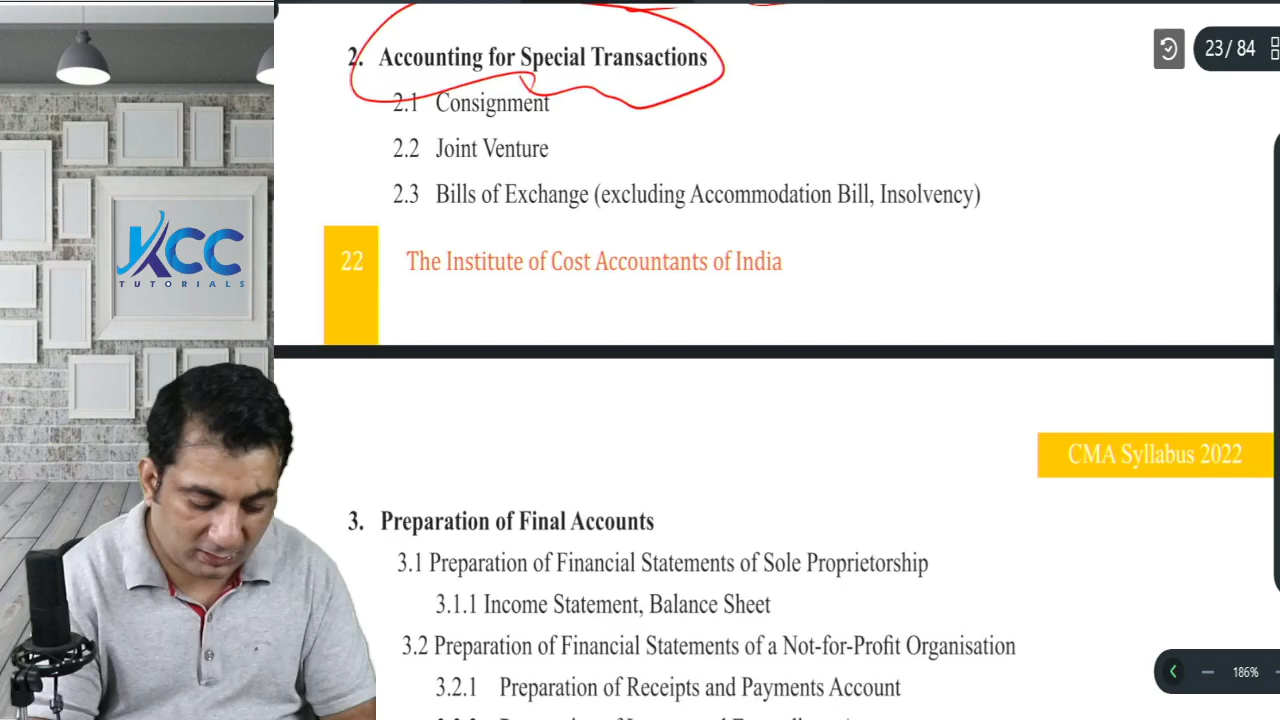 2. Accounting for Special Transactions
23 / 84
2.1 Consignment
2.2 Joint Venture
2.3 Bills of Exchange (excluding Accommodation Bill, Insolvency)
KCC
TUTORIALS
22 The Institute of Cost Accountants of India
CMA Syllabus 2022
3. Preparation of Final Accounts
3.1 Preparation of Financial Statements of Sole Proprietorship
3.1.1 Income Statement, Balance Sheet
3.2 Preparation of Financial Statements of a Not-for-Profit Organisation
3.2.1 Preparation of Receipts and Payments Account
186%